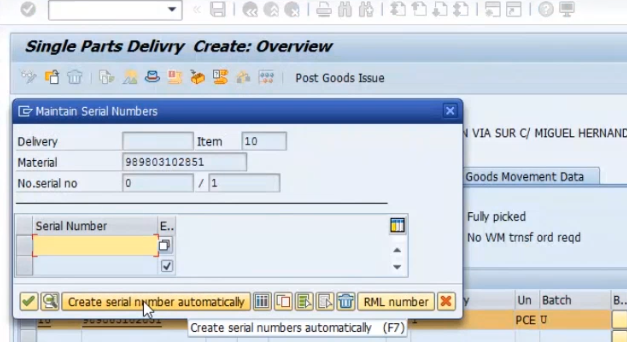 Single Parts Delivry Create: Overview
Post Goods Issue
Maintain Serial Numbers
N VIA SUR C/ MIGUEL HERNAND
Delivery Item 10
Material 989803102851
No.serial no 0 / 1
Goods Movement Data
Fully picked
No WM trnsf ord reqd
Serial Number E..
Create serial number automatically RML number
Un Batch B..
Create serial numbers automatically (F7)
PCE